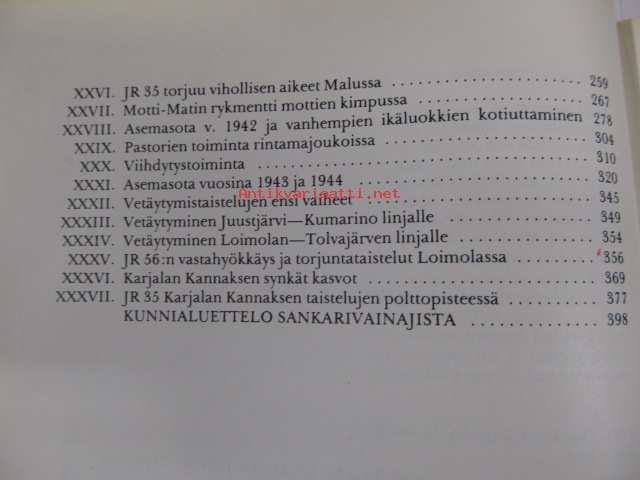 XXVI. JR 35 torjuu vihollisen aikeet Malussa . . . . . . . . . . . . . . . . . 259
XXVII. Motti-Matin rykmentti mottien kimpussa . . . . . . . . . . . . . . 267
XXVIII. Asemasota v. 1942 ja vanhempien ikäluokkien kotiuttaminen 278
XXIX. Pastorien toiminta rintamajoukoissa . . . . . . . . . . . . . . . . . . 304
XXX. Viihdytystoiminta . . . . . . . . . . . . . . . . . . . . . . . . . . . . 310
XXXI. Asemasota vuosina 1943 ja 1944 . . . . . . . . . . . . . . . . . . . 320
Antikvariaatti.net
XXXII. Vetäytymistaistelujen ensi vaiheet . . . . . . . . . . . . . . . . . . 345
XXXIII. Vetäytyminen Juustjärvi—Kumarino linjalle . . . . . . . . . . . . 349
XXXIV. Vetäytyminen Loimolan—Tolvajärven linjalle . . . . . . . . . . . 354
XXXV. JR 56:n vastahyökkäys ja torjuntataistelut Loimolassa . . . . . . 356
XXXVI. Karjalan Kannaksen synkät kasvot . . . . . . . . . . . . . . . . . 369
XXXVII. JR 35 Karjalan Kannaksen taistelujen polttopisteessä . . . . . . . 377
KUNNIALUETTELO SANKARIVAINAJISTA . . . . . . . . . . . . 398